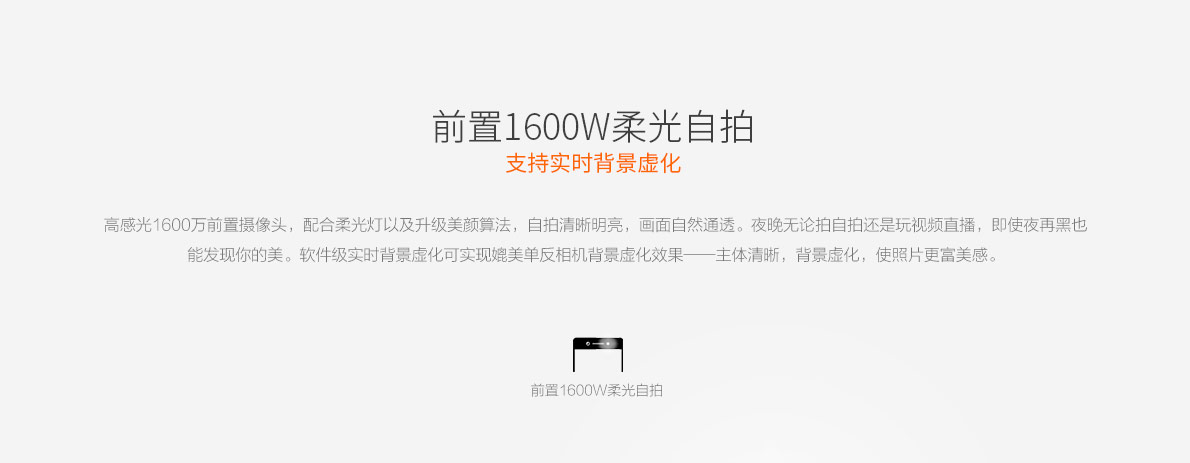 前置1600W柔光自拍
支持实时背景虚化
高感光1600万前置摄像头，配合柔光灯以及升级美颜算法，自拍清晰明亮，画面自然通透。夜晚无论拍自拍还是玩视频直播，即使夜再黑也
能发现你的美。软件级实时背景虚化可实现媲美单反相机背景虚化效果——主体清晰，背景虚化，使照片更富美感。
前置1600W柔光自拍